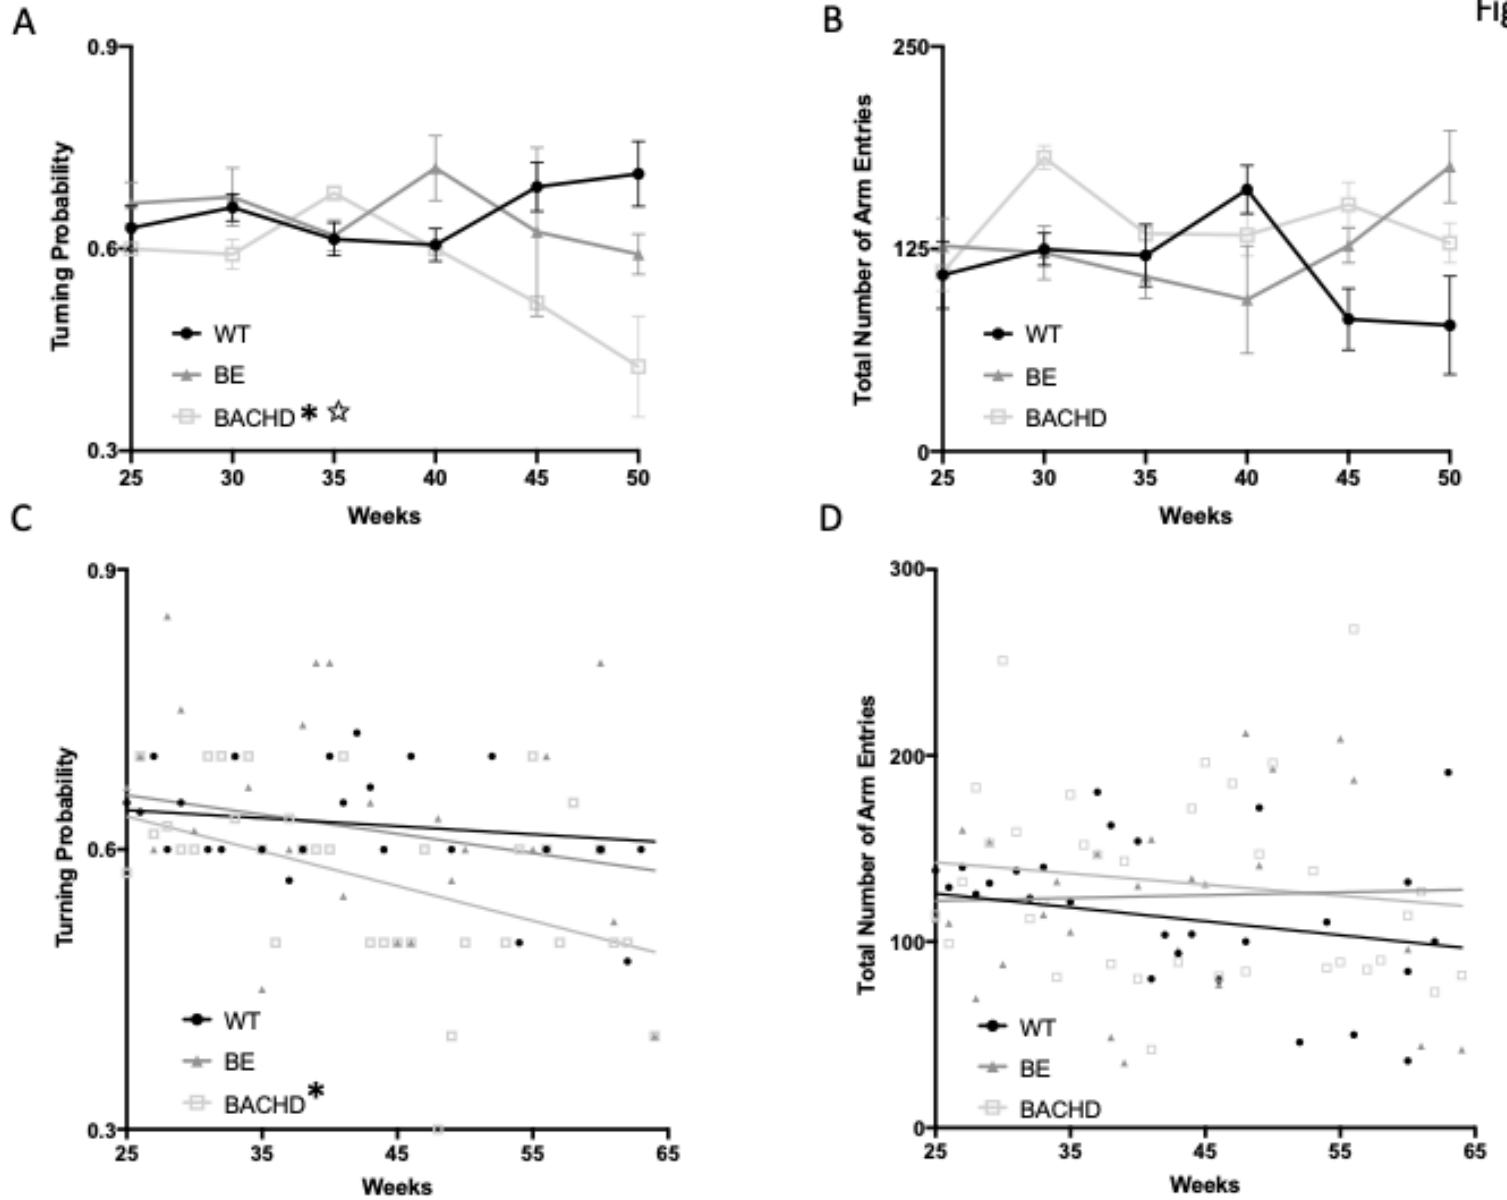 A
B
Fig
0.9
0.6
0.3
Turning Probability
WT
BE
BACHD * ☆
25 30 35 40 45 50
Weeks
250
125
0
Total Number of Arm Entries
WT
BE
BACHD
25 30 35 40 45 50
Weeks
C
D
0.9
0.6
0.3
Turning Probability
WT
BE
BACHD *
25 35 45 55 65
Weeks
300
200
100
0
Total Number of Arm Entries
WT
BE
BACHD
25 35 45 55 65
Weeks